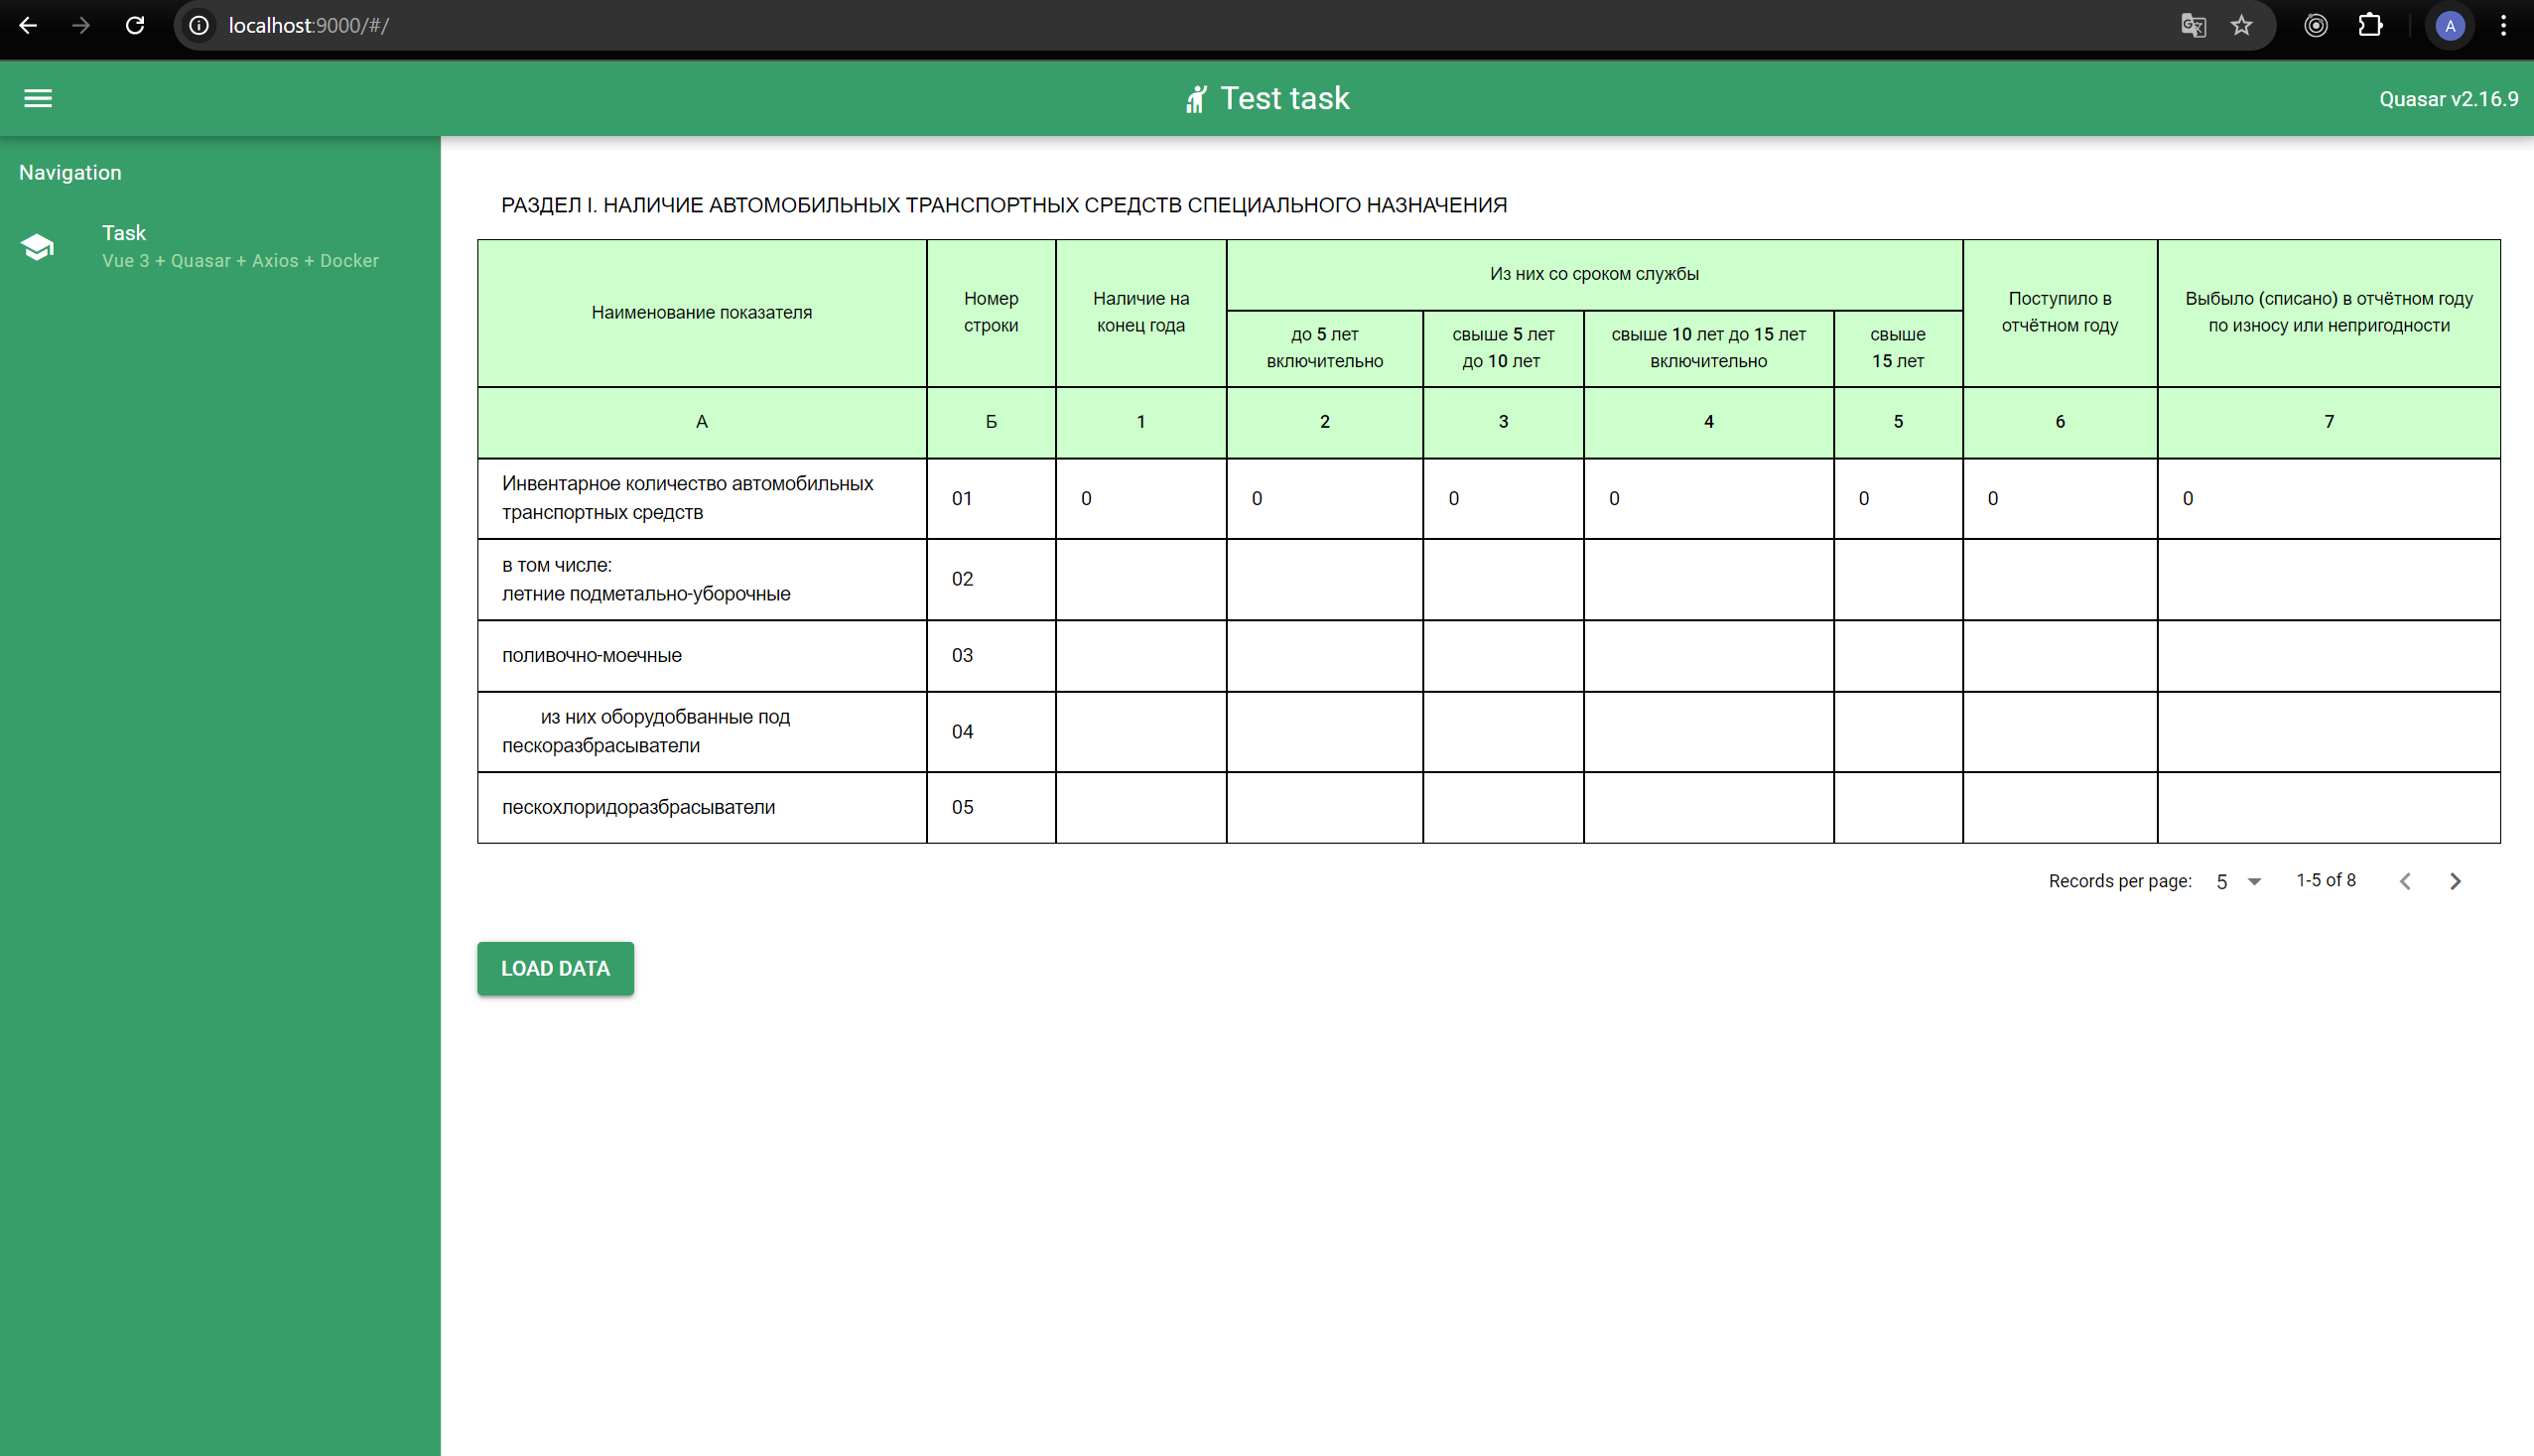 localhost:9000/#/
A
Test task
Quasar v2.16.9
Navigation
Task
Vue 3 + Quasar + Axios + Docker
РАЗДЕЛ I. НАЛИЧИЕ АВТОМОБИЛЬНЫХ ТРАНСПОРТНЫХ СРЕДСТВ СПЕЦИАЛЬНОГО НАЗНАЧЕНИЯ
Наименование показателя
Номер
строки
Наличие на
конец года
Из них со сроком службы
Поступило в
отчётном году
Выбыло (списано) в отчётном году
по износу или непригодности
до 5 лет
включительно
свыше 5 лет
до 10 лет
свыше 10 лет до 15 лет
включительно
свыше
15 лет
А Б 1 2 3 4 5 6 7
Инвентарное количество автомобильных
транспортных средств
01 0 0 0 0 0 0 0
в том числе:
летние подметально-уборочные
02
поливочно-моечные 03
из них оборудобванные под
пескоразбрасыватели
04
пескохлоридоразбрасыватели 05
Records per page: 5 1-5 of 8
LOAD DATA